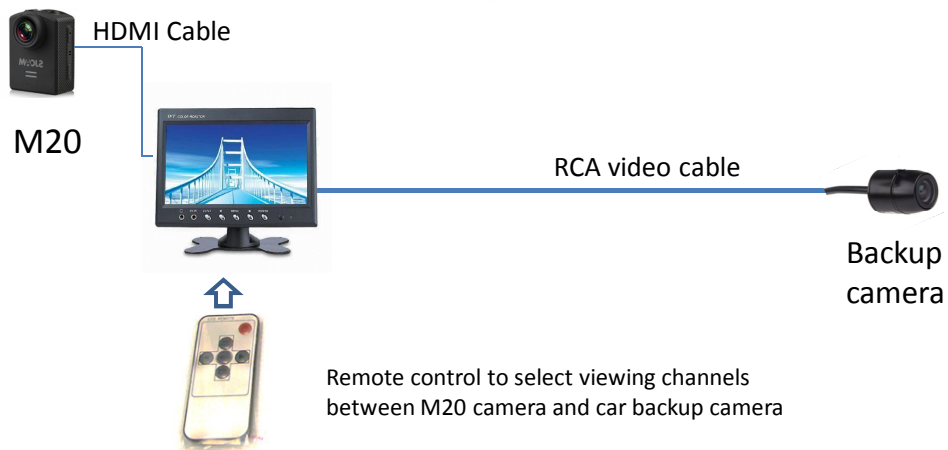 HDMI Cable
M20
RCA video cable
Backup
camera
Remote control to select viewing channels
between M20 camera and car backup camera